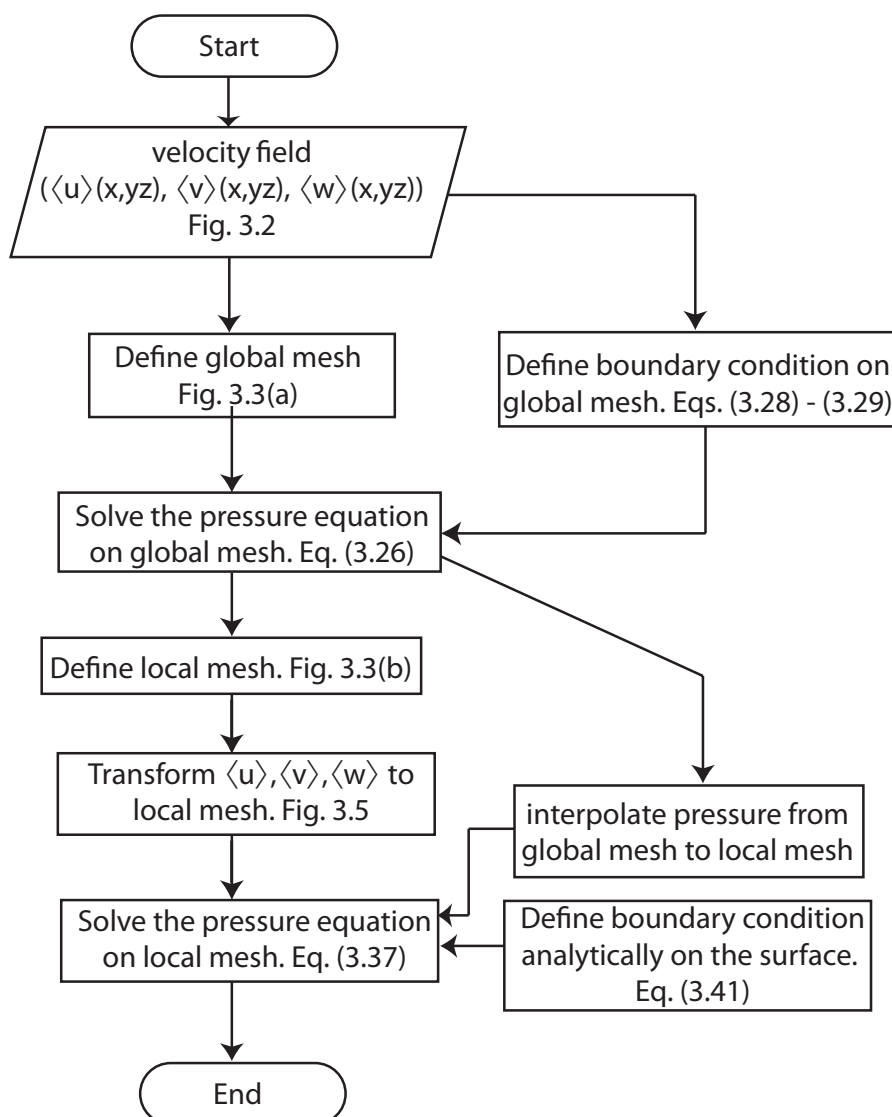 Start
velocity field
(⟨u⟩(x,yz), ⟨v⟩(x,yz), ⟨w⟩(x,yz))
Fig. 3.2
Define global mesh
Fig. 3.3(a)
Define boundary condition on
global mesh. Eqs. (3.28) - (3.29)
Solve the pressure equation
on global mesh. Eq. (3.26)
Define local mesh. Fig. 3.3(b)
Transform ⟨u⟩,⟨v⟩,⟨w⟩ to
local mesh. Fig. 3.5
interpolate pressure from
global mesh to local mesh
Solve the pressure equation
on local mesh. Eq. (3.37)
Define boundary condition
analytically on the surface.
Eq. (3.41)
End